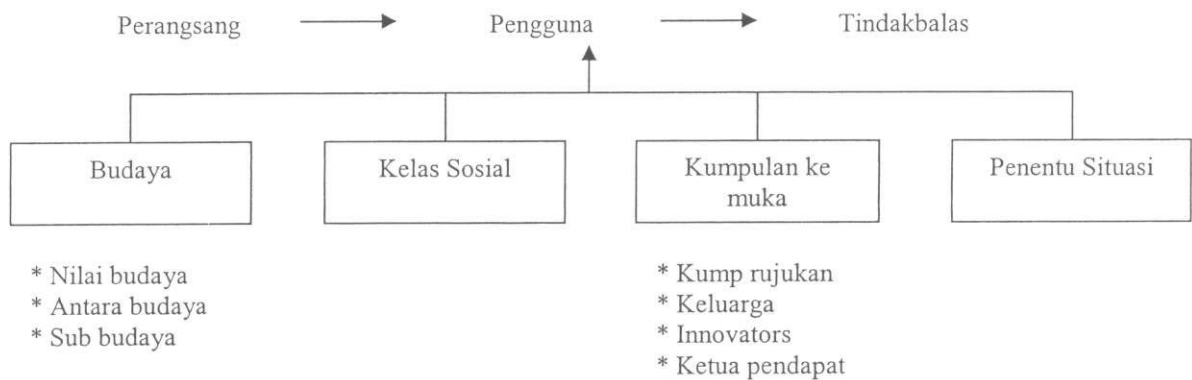 Perangsang Pengguna Tindakbalas
Budaya
Kelas Sosial
Kumpulan ke
muka
Penentu Situasi
* Nilai budaya
* Antara budaya
* Sub budaya
* Kump rujukan
* Keluarga
* Innovators
* Ketua pendapat